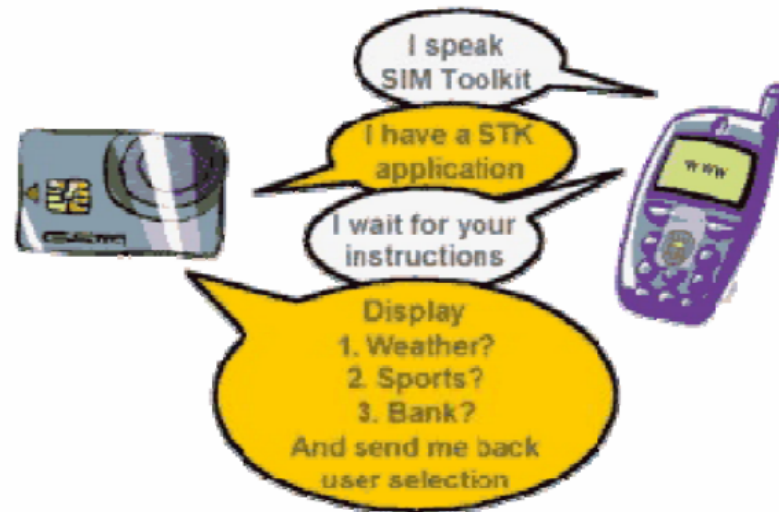 I speak
SIM Toolkit
I have a STK
application
www
I wait for your
instructions
Display
1. Weather?
2. Sports?
3. Bank?
And send me back
user selection